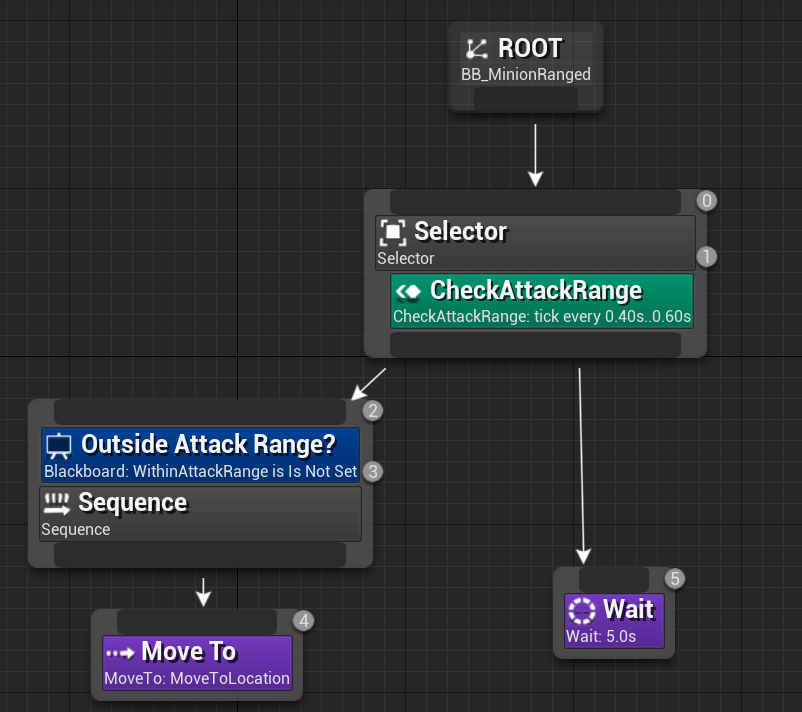 ROOT
BB_MinionRanged
0
Selector
Selector
1
CheckAttackRange
CheckAttackRange: tick every 0.40s..0.60s
2
Outside Attack Range?
Blackboard: WithinAttackRange is Is Not Set
3
Sequence
Sequence
4
Move To
MoveTo: MoveToLocation
5
Wait
Wait: 5.0s